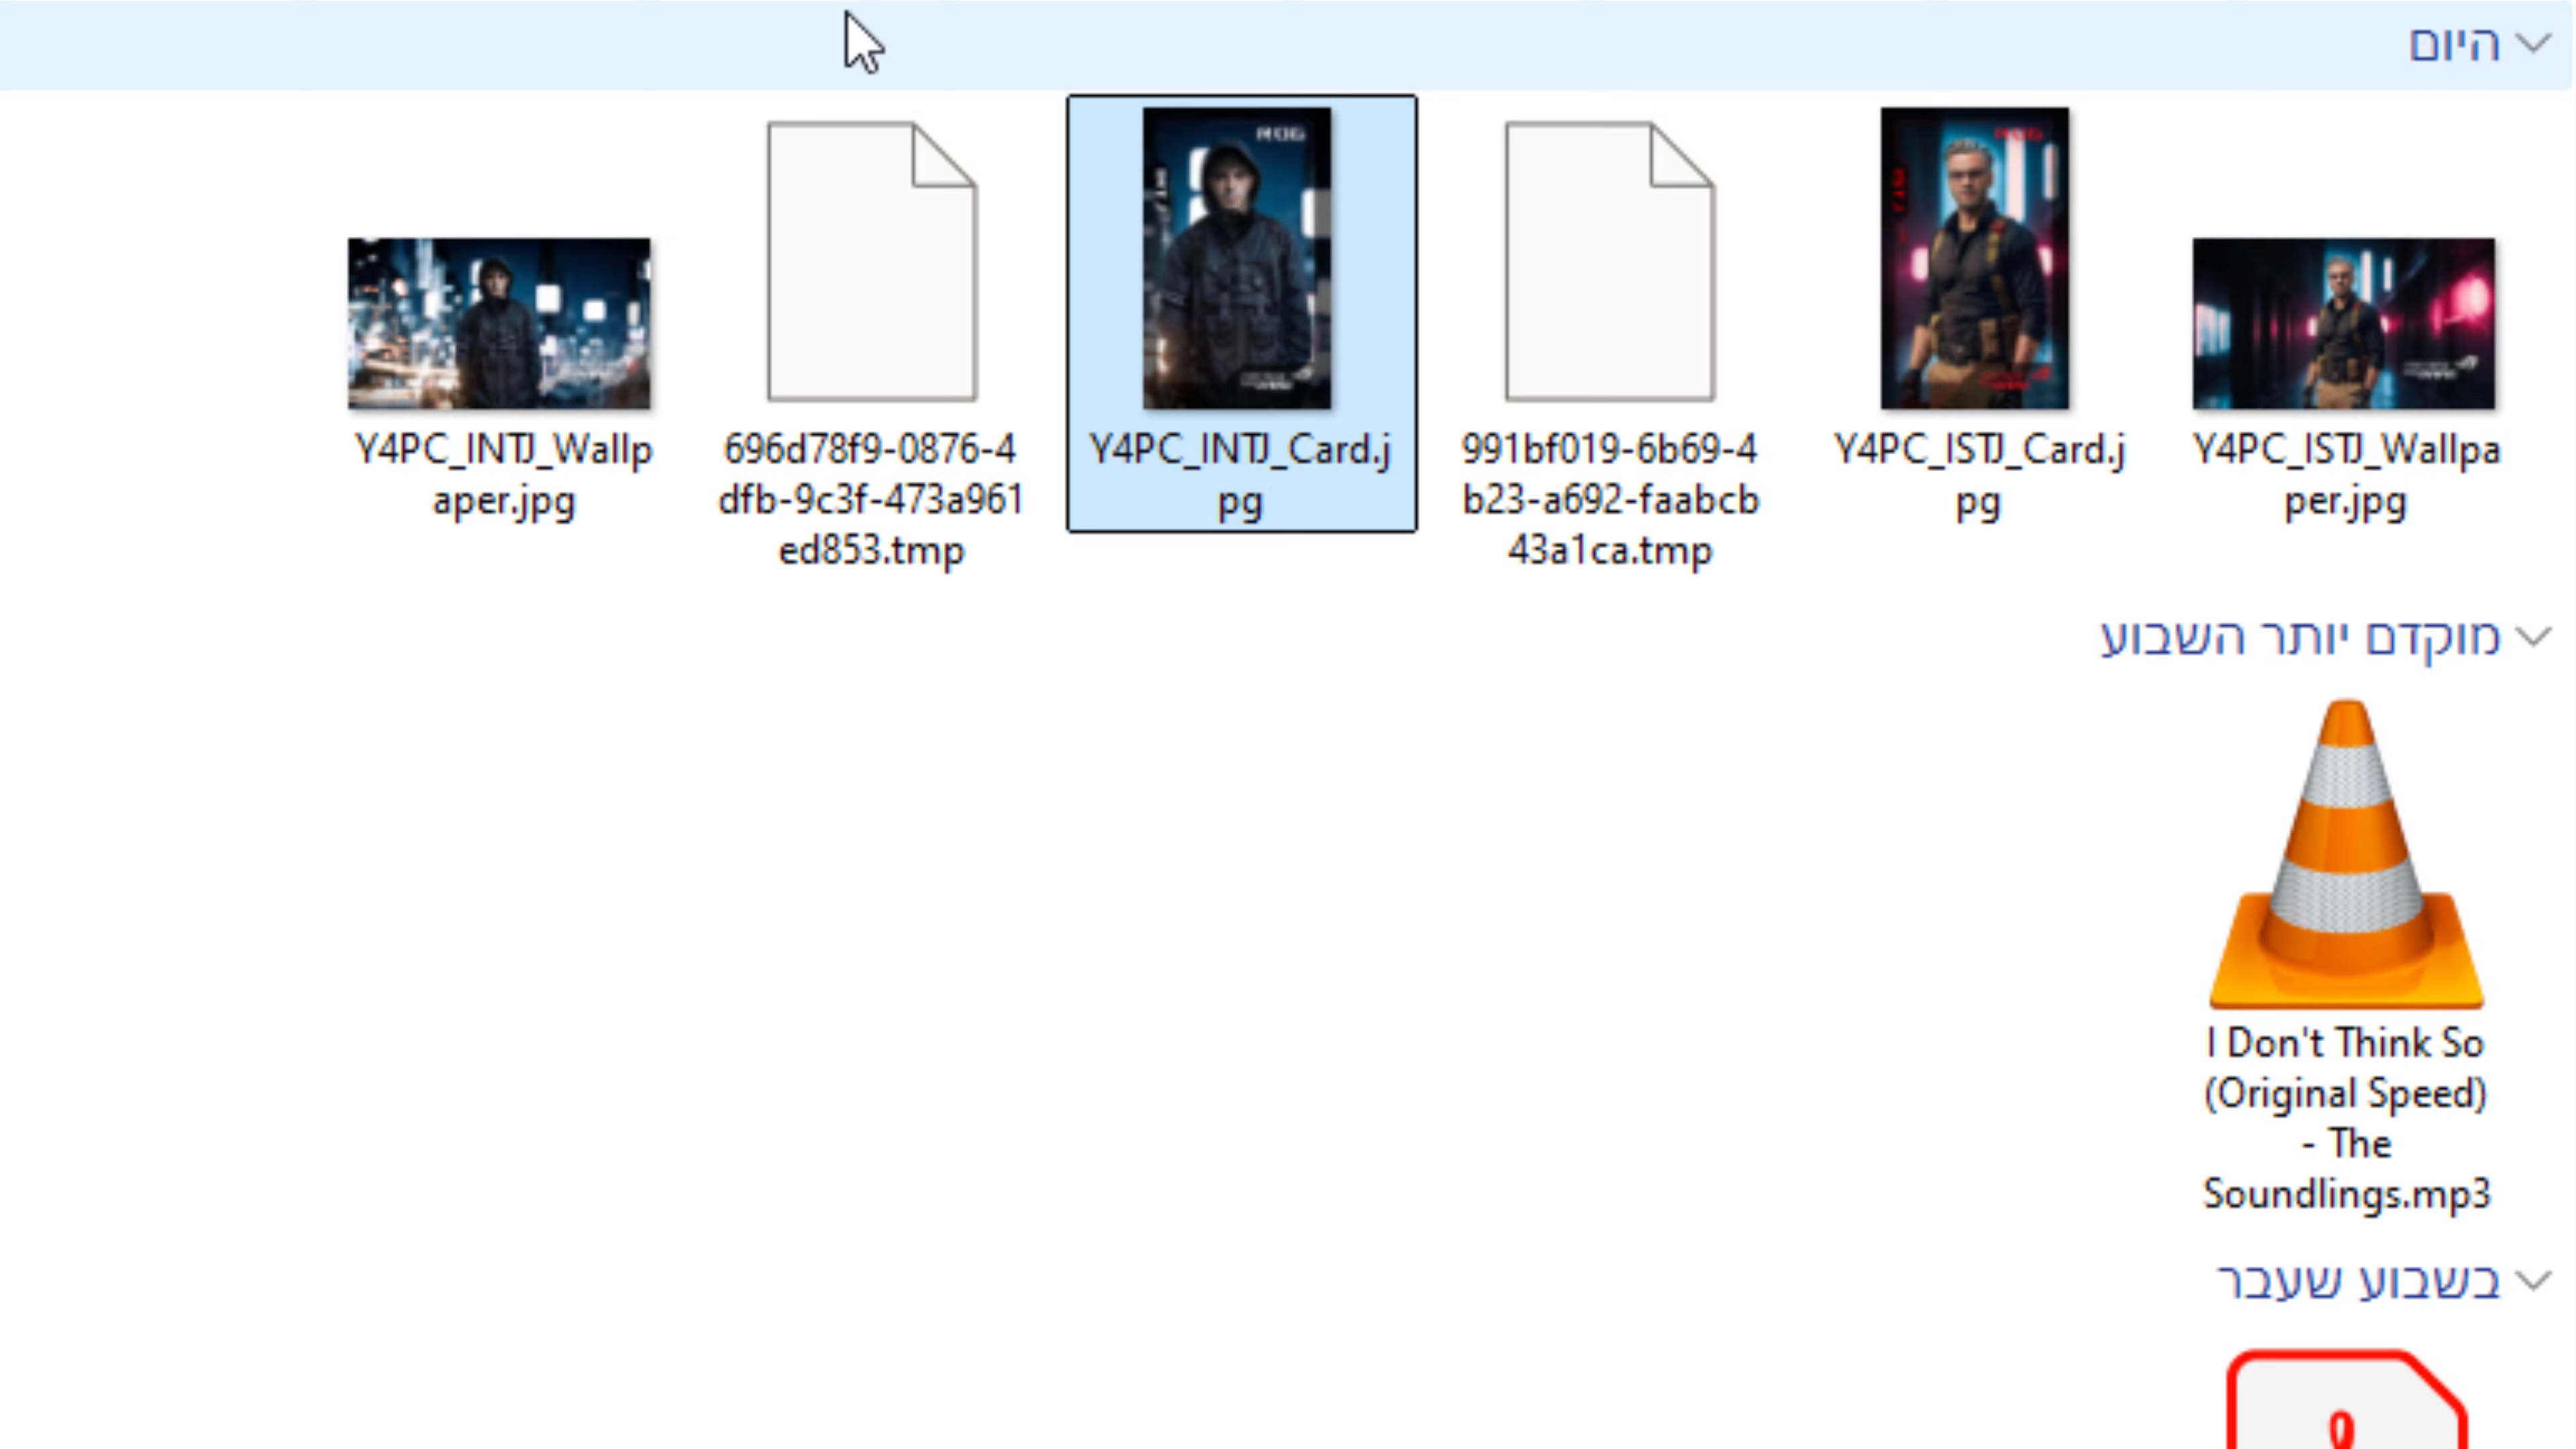 היום
Y4PC_ISTJ_Wallpa
per.jpg
Y4PC_ISTJ_Card.j
pg
991bf019-6b69-4
b23-a692-faabcb
43a1ca.tmp
Y4PC_INTJ_Card.j
pg
696d78f9-0876-4
dfb-9c3f-473a961
ed853.tmp
Y4PC_INTJ_Wallp
aper.jpg
מוקדם יותר השבוע
I Don't Think So
(Original Speed)
- The
Soundlings.mp3
בשבוע שעבר